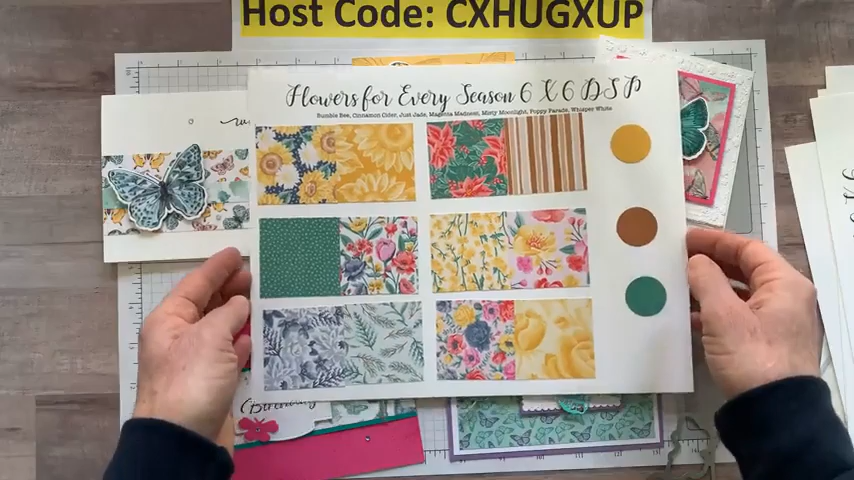 Host Code: CXHUGXUP
Flowers for Every Season 6 X 6 DSP
Bumble Bee, Cinnamon Cider, Just Jade, Magenta Madness, Misty Moonlight, Poppy Parade, Whisper White
Birthday